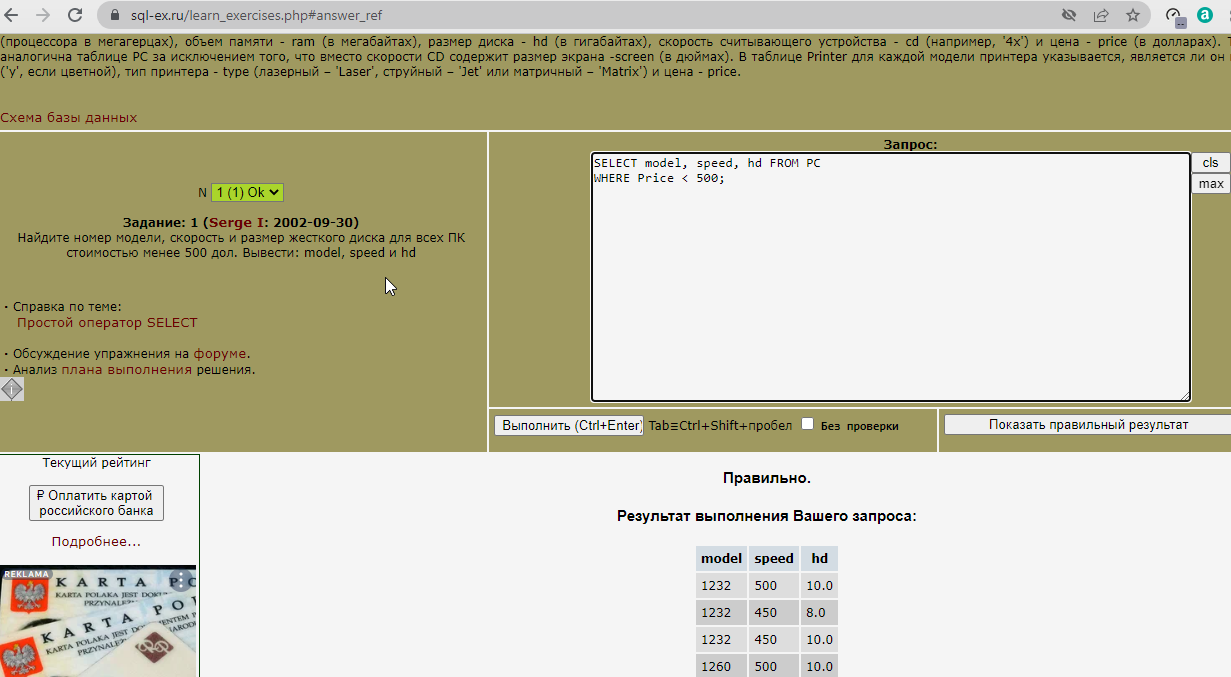 sql-ex.ru/learn_exercises.php#answer_ref
(процессора в мегагерцах), объем памяти - ram (в мегабайтах), размер диска - hd (в гигабайтах), скорость считывающего устройства - cd (например, '4x') и цена - price (в долларах).
аналогична таблице РС за исключением того, что вместо скорости CD содержит размер экрана -screen (в дюймах). В таблице Printer для каждой модели принтера указывается, является ли он
('y', если цветной), тип принтера - type (лазерный – 'Laser', струйный – 'Jet' или матричный – 'Matrix') и цена - price.
Схема базы данных
Запрос:
SELECT model, speed, hd FROM PC
WHERE Price < 500;
cls
max
N 1 (1) Ok
Задание: 1 (Serge I: 2002-09-30)
Найдите номер модели, скорость и размер жесткого диска для всех ПК
стоимостью менее 500 дол. Вывести: model, speed и hd
· Справка по теме:
Простой оператор SELECT
· Обсуждение упражнения на форуме.
· Анализ плана выполнения решения.
Выполнить (Ctrl+Enter) Tab≡Ctrl+Shift+пробел Без проверки
Показать правильный результат
Текущий рейтинг
₽ Оплатить картой
российского банка
Подробнее...
REKLAMA
KARTA PO
KARTA POLAKA JEST
KARTA PO
KARTA POLAKA JEST
Правильно.
Результат выполнения Вашего запроса:
model speed hd
1232 500 10.0
1232 450 8.0
1232 450 10.0
1260 500 10.0